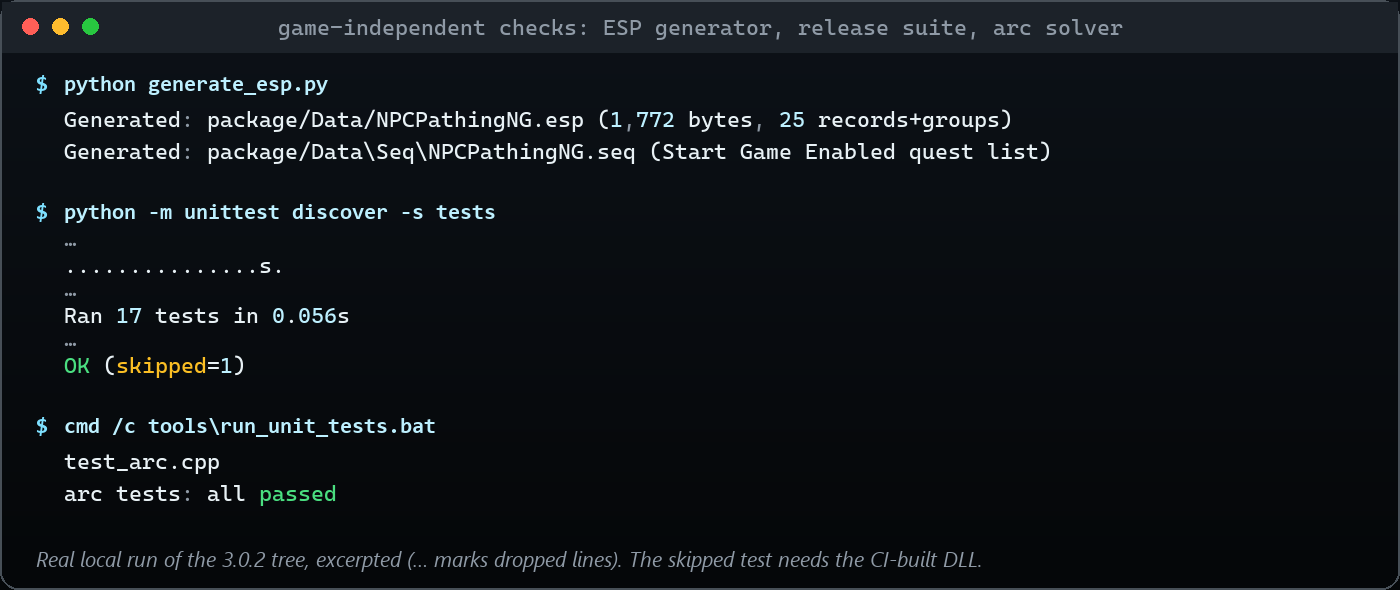 game-independent checks: ESP generator, release suite, arc solver
$ python generate_esp.py
Generated: package/Data/NPCPathingNG.esp (1,772 bytes, 25 records+groups)
Generated: package/Data\Seq\NPCPathingNG.seq (Start Game Enabled quest list)
$ python -m unittest discover -s tests
…
...............s.
…
Ran 17 tests in 0.056s
…
OK (skipped=1)
$ cmd /c tools\run_unit_tests.bat
test_arc.cpp
arc tests: all passed
Real local run of the 3.0.2 tree, excerpted (… marks dropped lines). The skipped test needs the CI-built DLL.